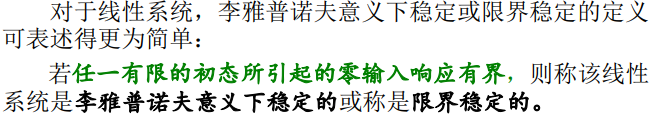 对于线性系统，李雅普诺夫意义下稳定或限界稳定的定义
可表述得更为简单：
若任一有限的初态所引起的零输入响应有界，则称该线性
系统是李雅普诺夫意义下稳定的或称是限界稳定的。